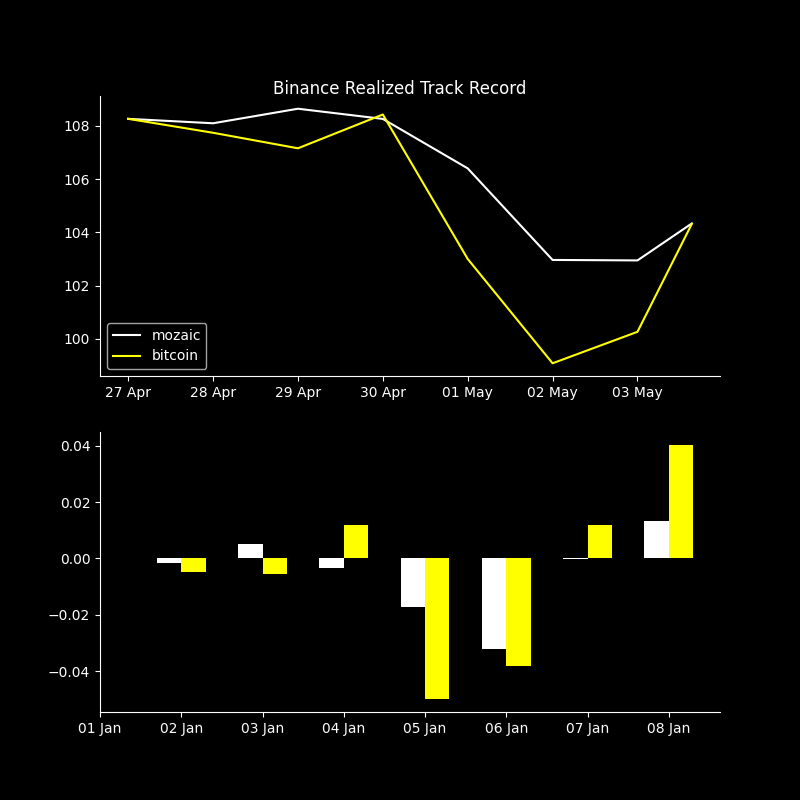 Binance Realized Track Record
108
106
104
102
100
mozaic
bitcoin
27 Apr 28 Apr 29 Apr 30 Apr 01 May 02 May 03 May
0.04
0.02
0.00
−0.02
−0.04
01 Jan 02 Jan 03 Jan 04 Jan 05 Jan 06 Jan 07 Jan 08 Jan